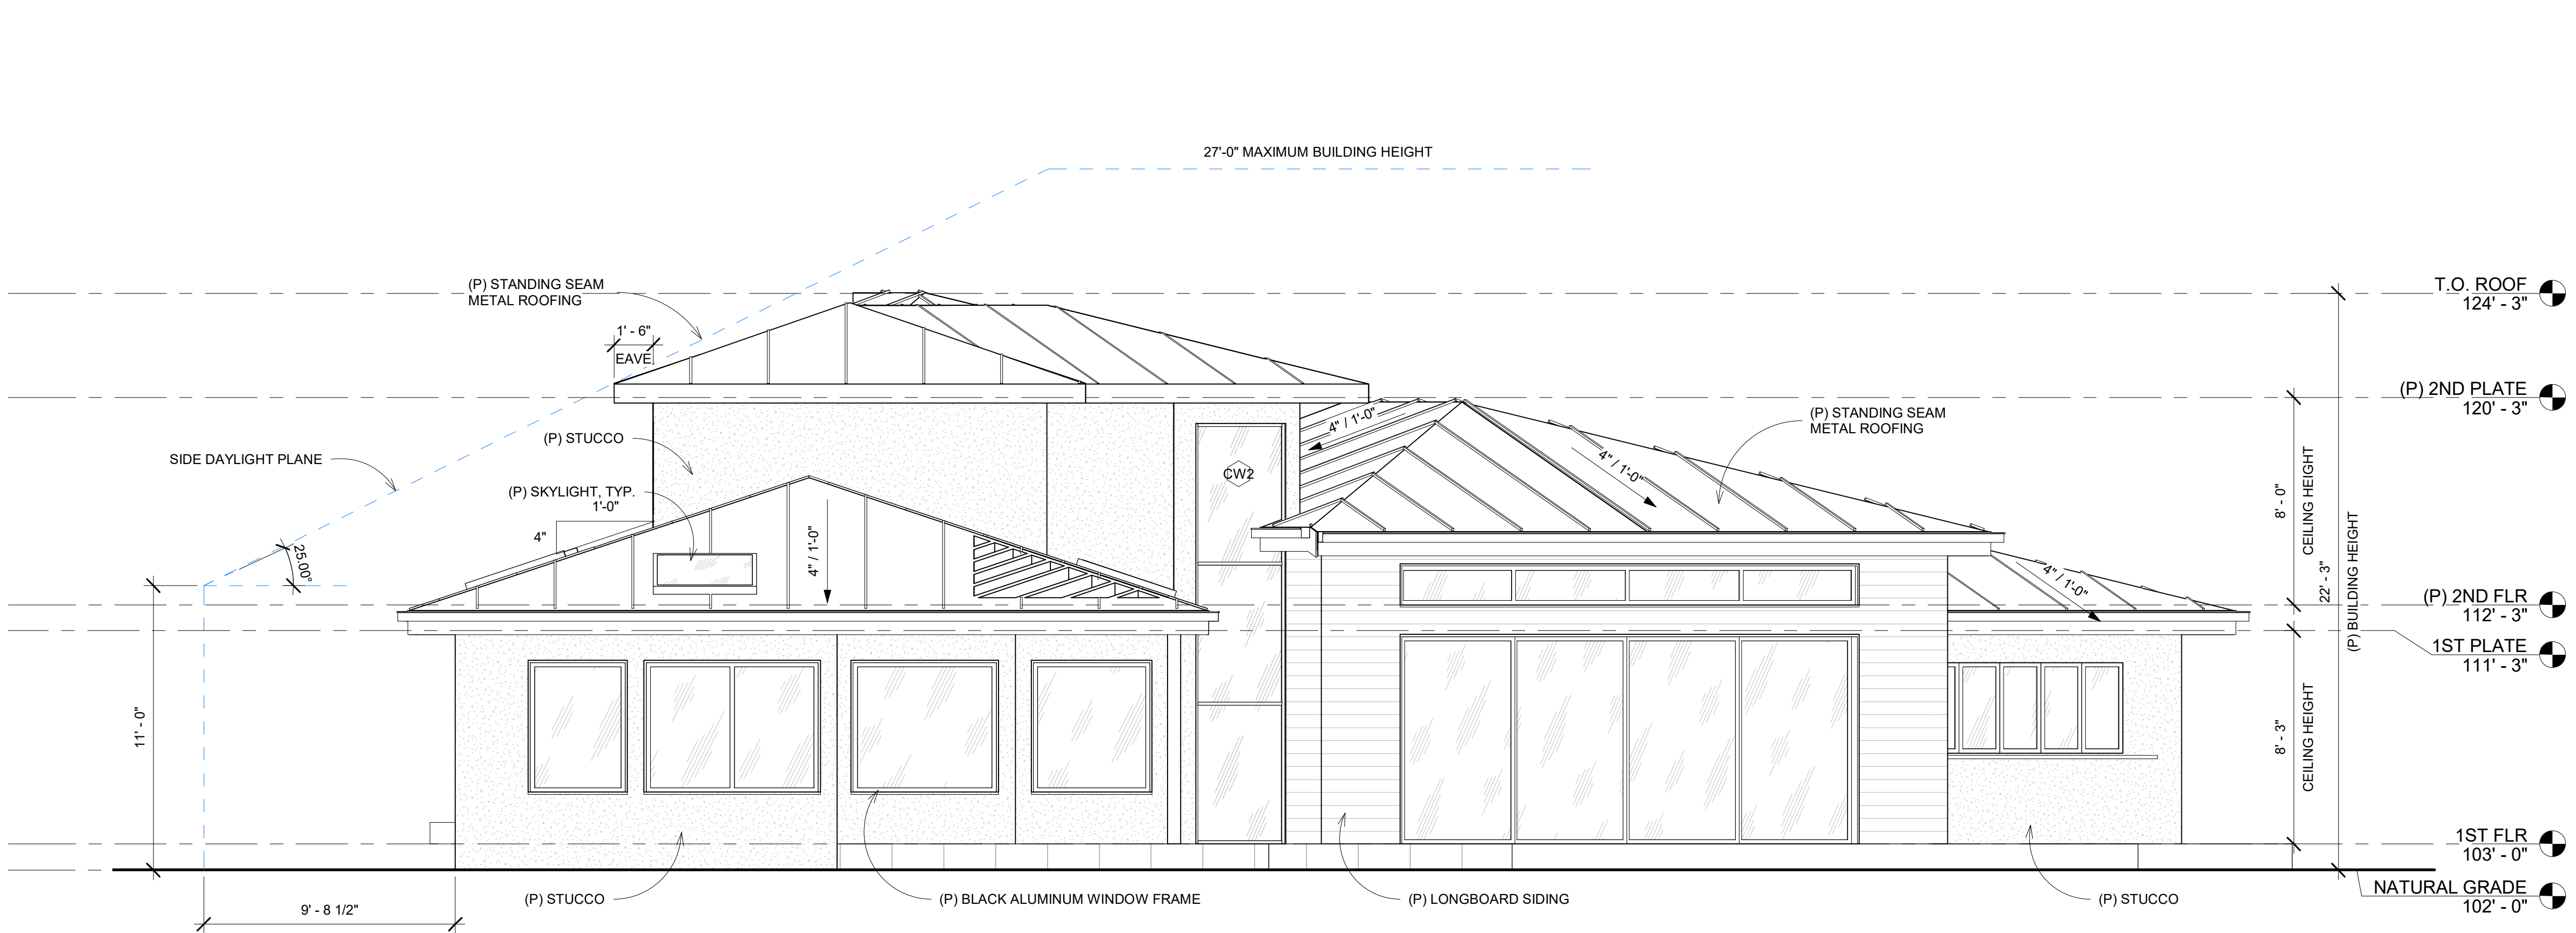 27'-0" MAXIMUM BUILDING HEIGHT
(P) STANDING SEAM
METAL ROOFING
T.O. ROOF
124' - 3"
1' - 6"
EAVE
(P) 2ND PLATE
120' - 3"
4" / 1'-0"
(P) STANDING SEAM
METAL ROOFING
(P) STUCCO
SIDE DAYLIGHT PLANE
4" / 1'-0"
CW2
(P) SKYLIGHT, TYP.
1'-0"
4"
4" / 1'-0"
25.00°
8' - 0"
CEILING HEIGHT
22' - 3"
(P) BUILDING HEIGHT
4" / 1'-0"
(P) 2ND FLR
112' - 3"
1ST PLATE
111' - 3"
11' - 0"
8' - 3"
CEILING HEIGHT
1ST FLR
103' - 0"
NATURAL GRADE
102' - 0"
(P) STUCCO
(P) BLACK ALUMINUM WINDOW FRAME
(P) LONGBOARD SIDING
(P) STUCCO
9' - 8 1/2"